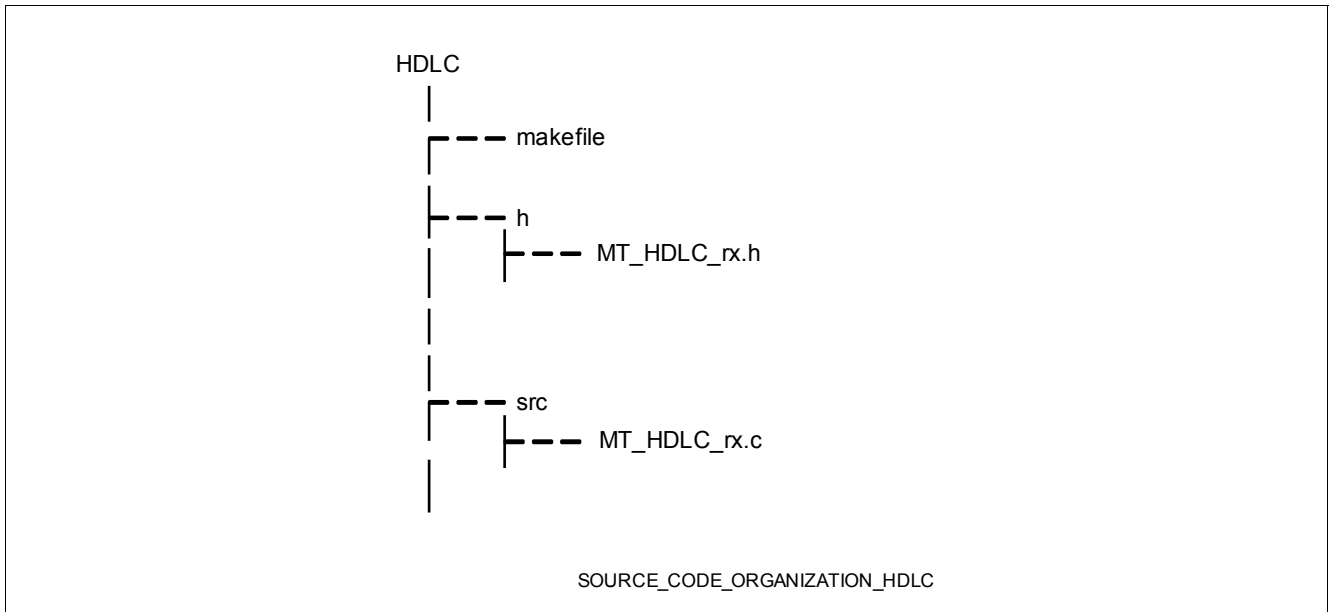 HDLC
makefile
h
MT_HDLC_rx.h
src
MT_HDLC_rx.c
SOURCE_CODE_ORGANIZATION_HDLC